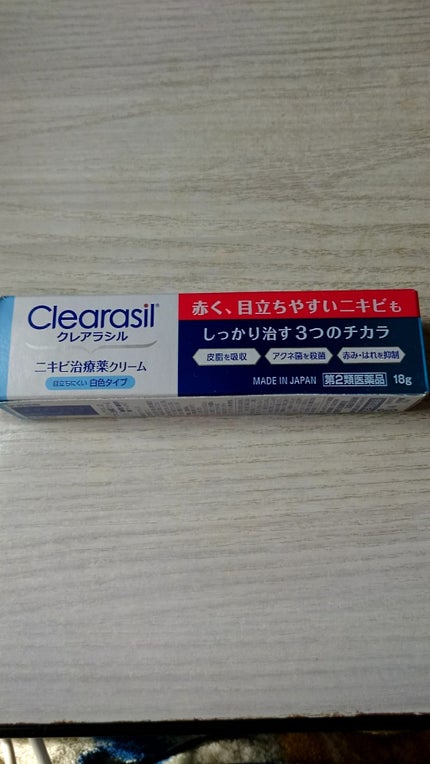 Clearasil®
クレアラシル
ニキビ治療薬クリーム
目立ちにくい 白色タイプ
赤く、目立ちやすいニキビも
しっかり治す3つのチカラ
皮脂を吸収 アクネ菌を殺菌 赤み・はれを抑制
MADE IN JAPAN 第2類医薬品 18g